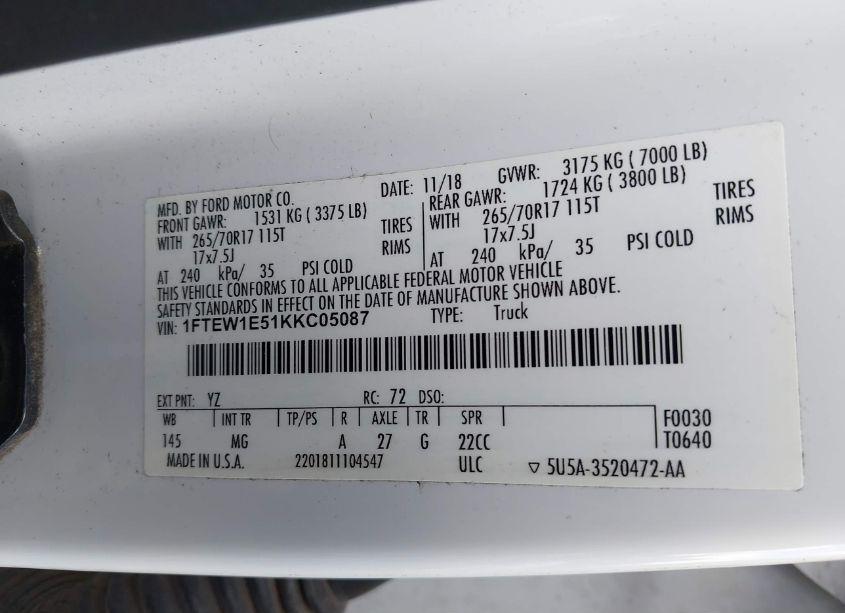 MFD. BY FORD MOTOR CO. DATE: 11/18 GVWR: 3175 KG ( 7000 LB)
FRONT GAWR: 1531 KG ( 3375 LB) REAR GAWR: 1724 KG ( 3800 LB)
WITH 265/70R17 115T TIRES WITH 265/70R17 115T TIRES
17x7.5J RIMS 17x7.5J RIMS
AT 240 kPa/ 35 PSI COLD AT 240 kPa/ 35 PSI COLD
THIS VEHICLE CONFORMS TO ALL APPLICABLE FEDERAL MOTOR VEHICLE
SAFETY STANDARDS IN EFFECT ON THE DATE OF MANUFACTURE SHOWN ABOVE.
VIN: 1FTEW1E51KKC05087 TYPE: Truck
EXT PNT: YZ RC: 72 DSO:
WB INT TR TP/PS R AXLE TR SPR F0030
145 MG A 27 G 22CC T0640
MADE IN U.S.A. 2201811104547 ULC ▽ 5U5A-3520472-AA